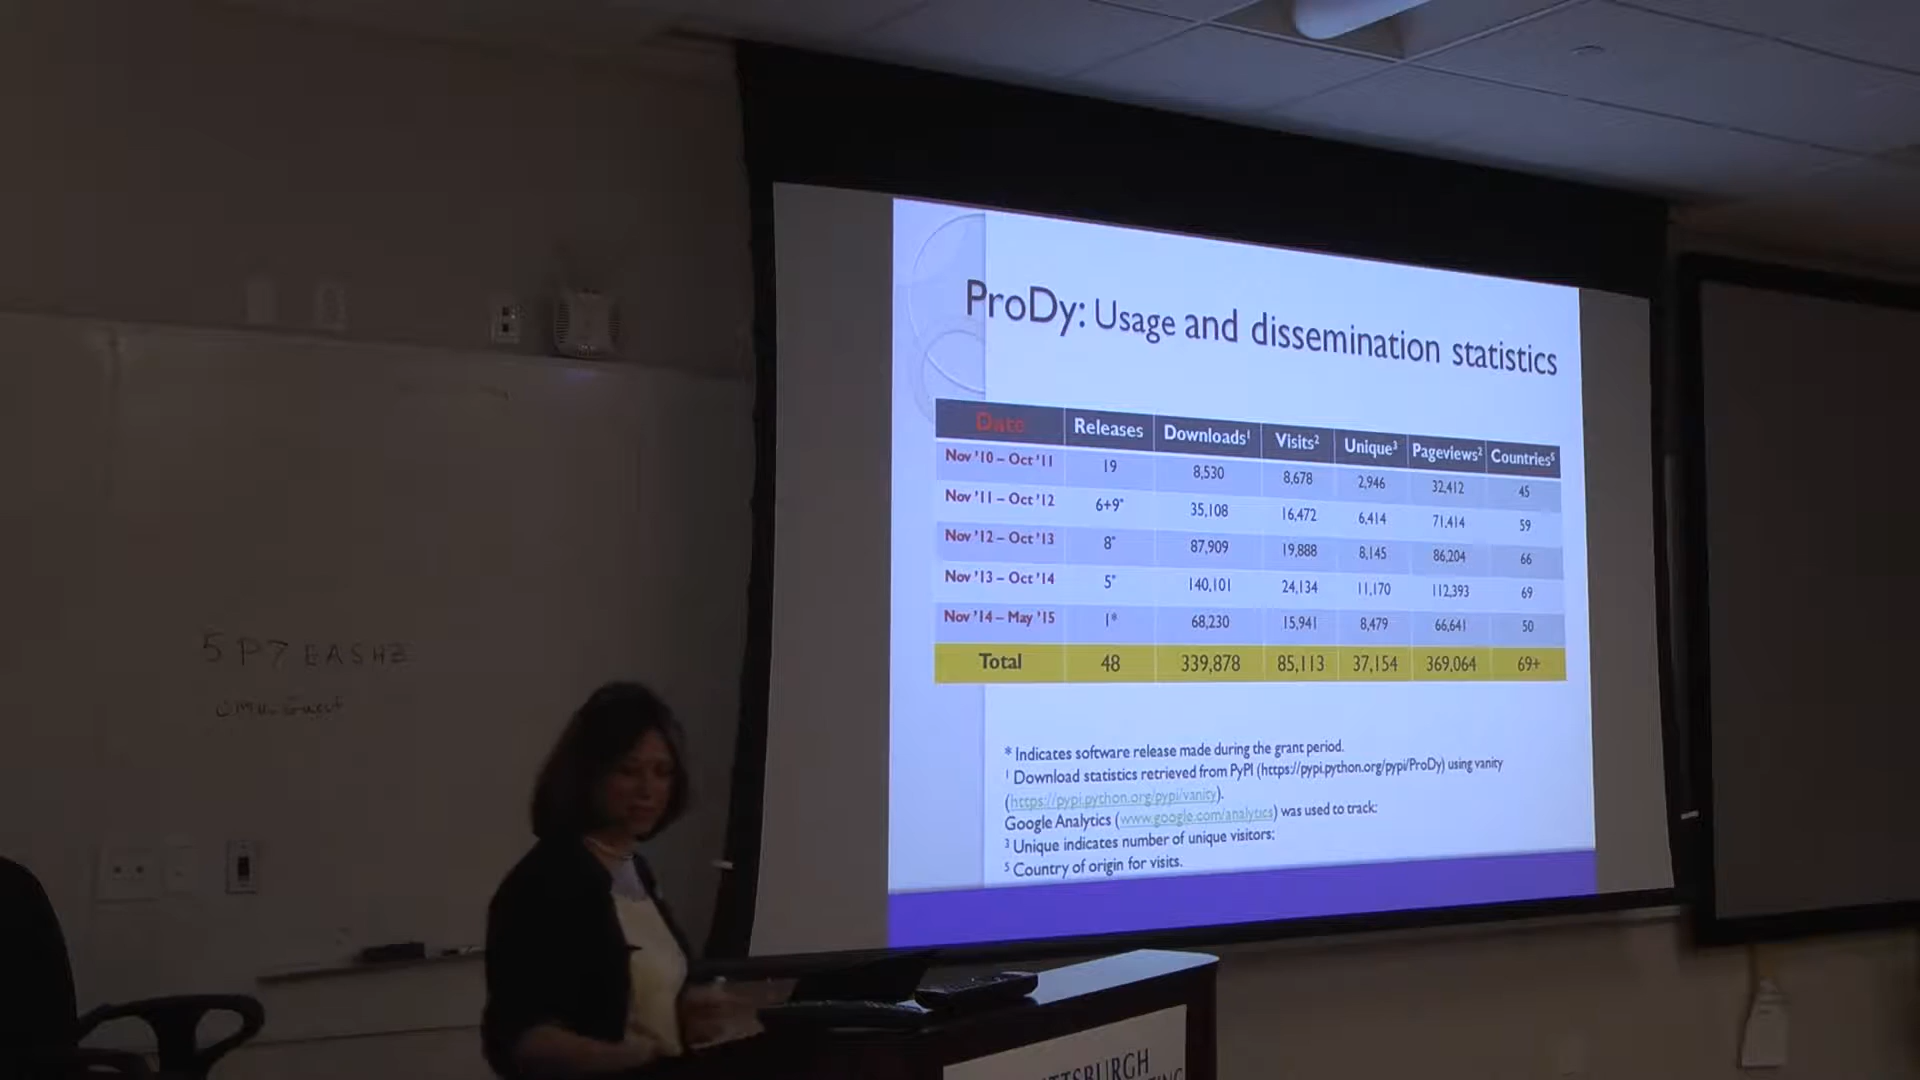 ProDy: Usage and dissemination statistics
Date Releases Downloads¹ Visits² Unique³ Pageviews² Countries⁵
Nov '10 – Oct '11 19 8,530 8,678 2,946 32,412 45
Nov '11 – Oct '12 6+9* 35,108 16,472 6,414 71,414 59
Nov '12 – Oct '13 8* 87,909 19,888 8,145 86,204 66
Nov '13 – Oct '14 5* 140,101 24,134 11,170 112,393 69
Nov '14 – May '15 1* 68,230 15,941 8,479 66,641 50
Total 48 339,878 85,113 37,154 369,064 69+
* Indicates software release made during the grant period.
¹ Download statistics retrieved from PyPI (https://pypi.python.org/pypi/ProDy) using vanity
(https://pypi.python.org/pypi/vanity).
Google Analytics (www.google.com/analytics) was used to track:
³ Unique indicates number of unique visitors;
⁵ Country of origin for visits.
5 P 7 EASHZ
CMU-Guest